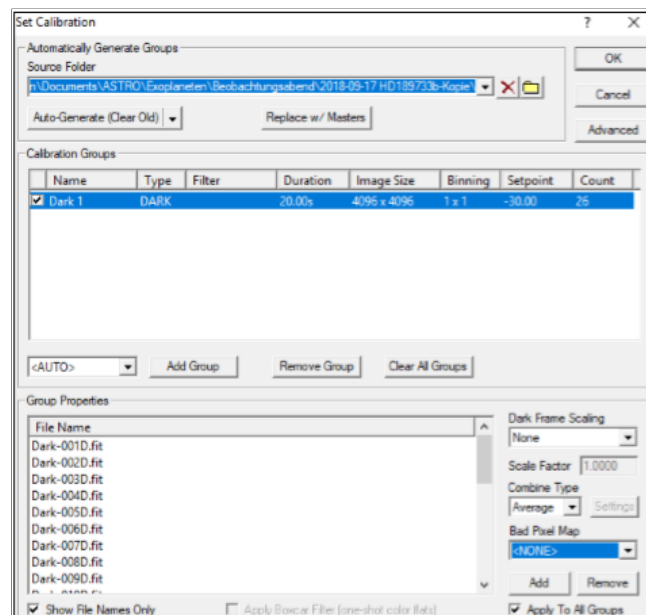 Set Calibration
Automatically Generate Groups
Source Folder
n\Documents\ASTRO\Exoplaneten\Beobachtungsabend\2018-09-17 HD189733b-Kopie\
OK
Cancel
Advanced
Auto-Generate (Clear Old)
Replace w/ Masters
Calibration Groups
Name Type Filter Duration Image Size Binning Setpoint Count
Dark 1 DARK 20.00s 4096 x 4096 1 x 1 -30.00 26
<AUTO> Add Group Remove Group Clear All Groups
Group Properties
File Name
Dark-001D.fit
Dark-002D.fit
Dark-003D.fit
Dark-004D.fit
Dark-005D.fit
Dark-006D.fit
Dark-007D.fit
Dark-008D.fit
Dark-009D.fit
Dark Frame Scaling
None
Scale Factor 1.0000
Combine Type
Average Settings
Bad Pixel Map
<NONE>
Add Remove
Show File Names Only Apply Boxcar Filter (one-shot color flats) Apply To All Groups